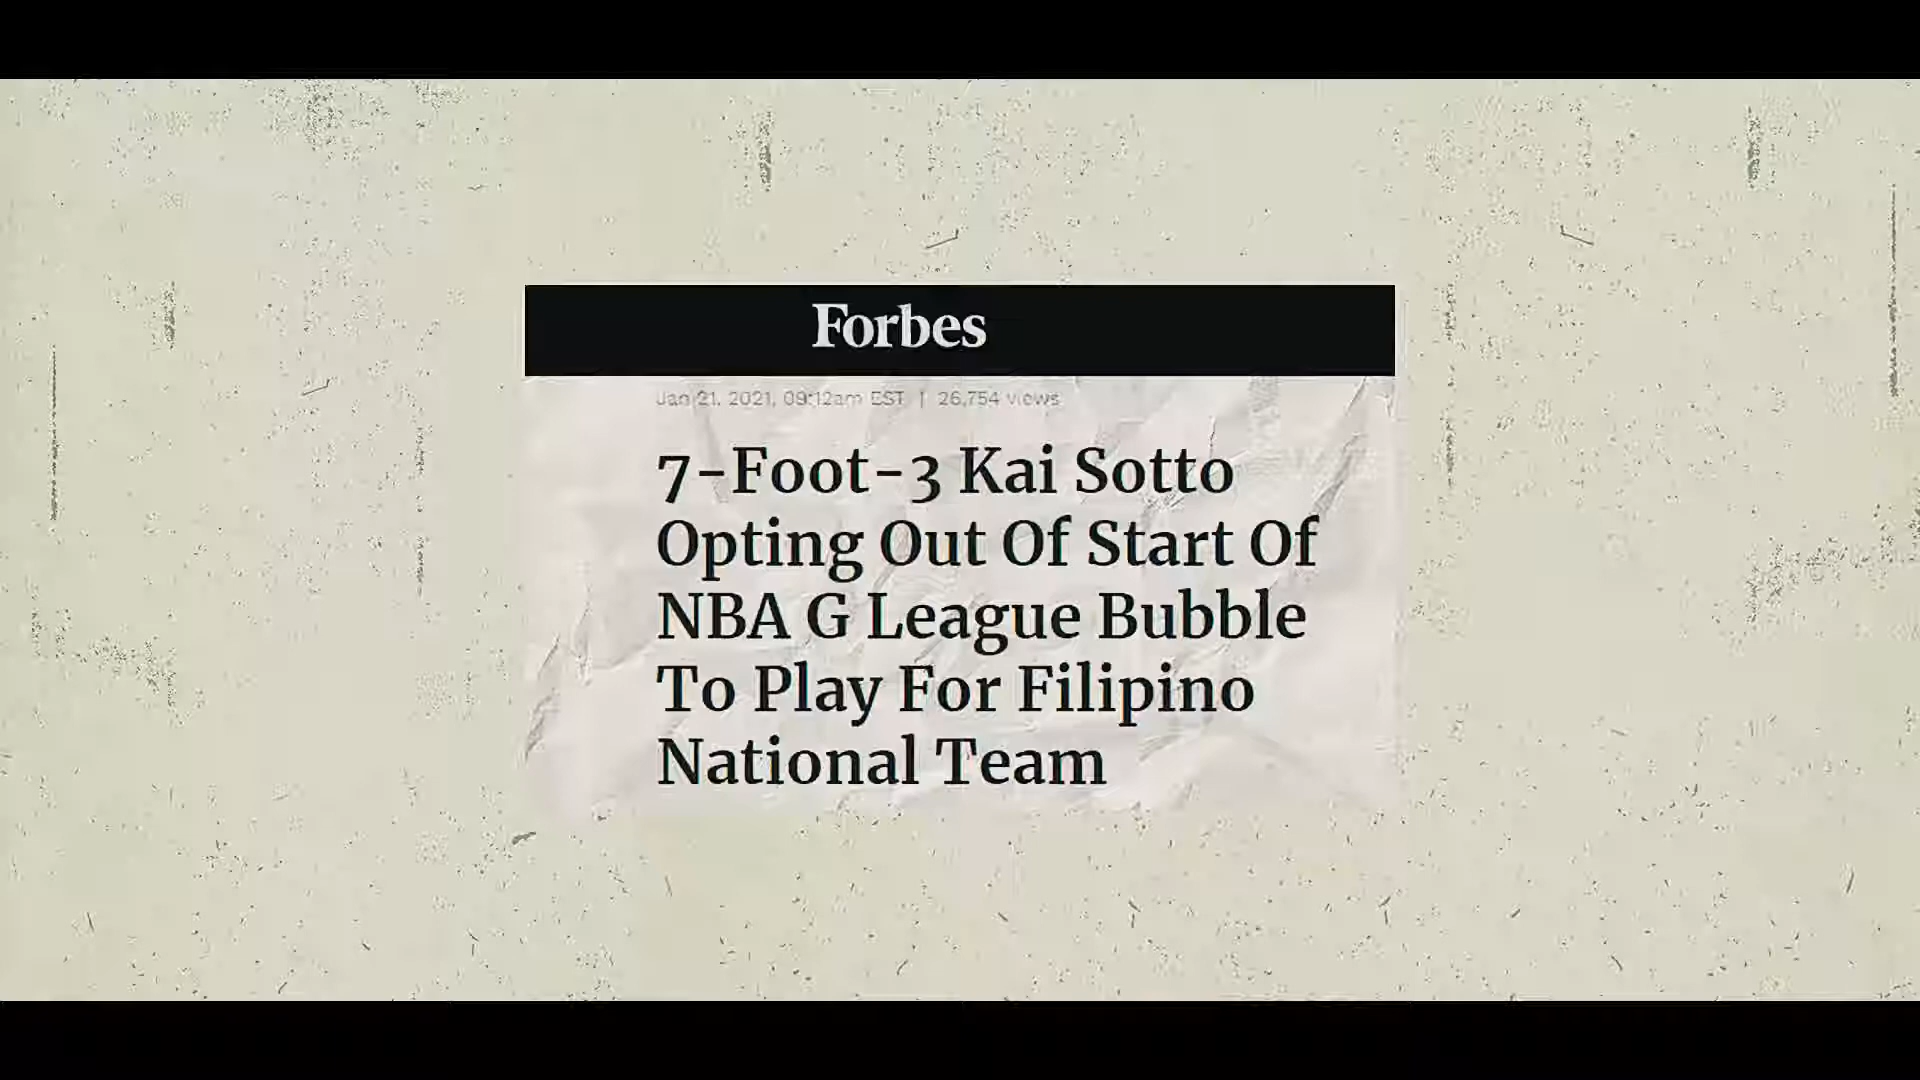 Forbes
Jan 21, 2021, 09:12am EST | 26,754 views
7-Foot-3 Kai Sotto
Opting Out Of Start Of
NBA G League Bubble
To Play For Filipino
National Team